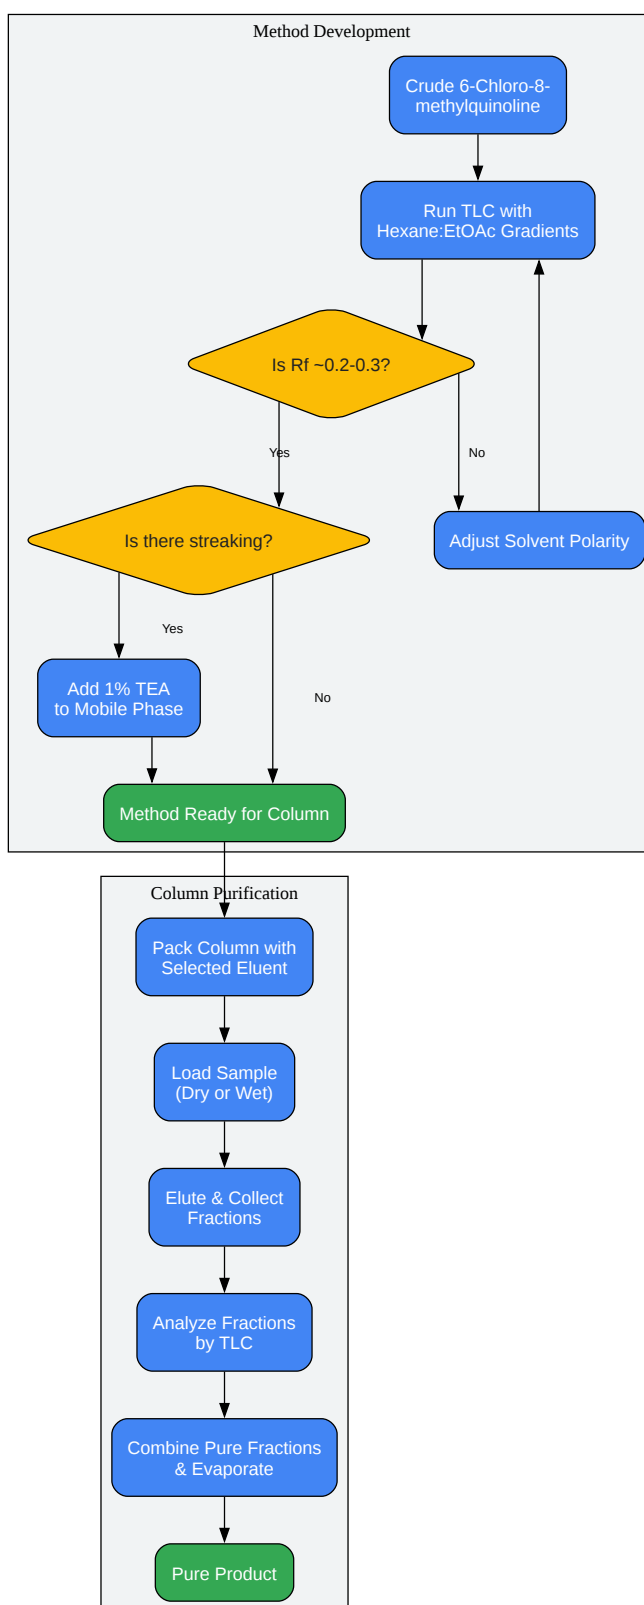 Method Development
Crude 6-Chloro-8-
methylquinoline
Run TLC with
Hexane:EtOAc Gradients
Is Rf ~0.2-0.3?
Yes
No
Is there streaking?
Adjust Solvent Polarity
Yes
Add 1% TEA
to Mobile Phase
No
Method Ready for Column
Column Purification
Pack Column with
Selected Eluent
Load Sample
(Dry or Wet)
Elute & Collect
Fractions
Analyze Fractions
by TLC
Combine Pure Fractions
& Evaporate
Pure Product